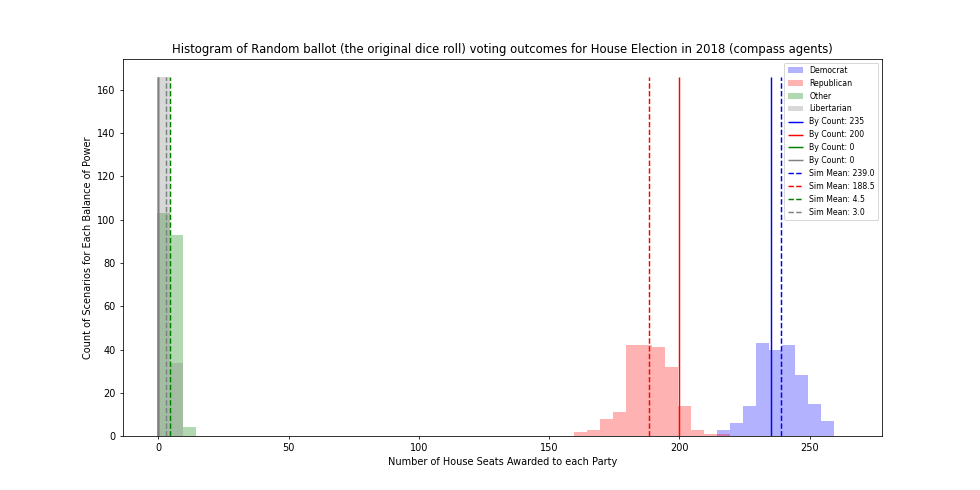 Histogram of Random ballot (the original dice roll) voting outcomes for House Election in 2018 (compass agents)
Count of Scenarios for Each Balance of Power
160
140
120
100
80
60
40
20
0
Democrat
Republican
Other
Libertarian
By Count: 235
By Count: 200
By Count: 0
By Count: 0
Sim Mean: 239.0
Sim Mean: 188.5
Sim Mean: 4.5
Sim Mean: 3.0
0 50 100 150 200 250
Number of House Seats Awarded to each Party